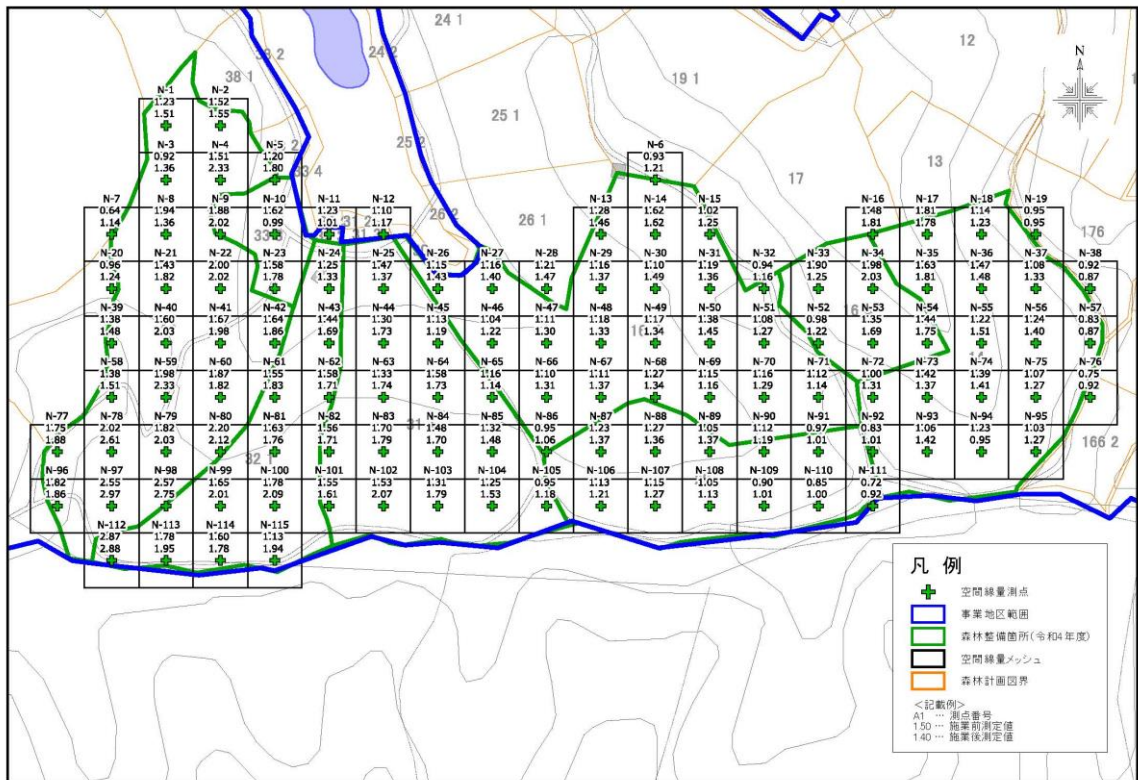 24 1
12
24 2
33 2
38 1
19 1
25 1
N-1 N-2
1.23 1.52
1.51 1.55
25 2
13
17
33 4
N-3 N-4 N-5 N-6
0.92 1.51 1.20 0.93
1.36 2.33 1.80 1.21
26 2
26 1
176
N-7 N-8 N-9 N-10 N-11 N-12 N-13 N-14 N-15 N-16 N-17 N-18 N-19
0.64 1.94 1.88 1.62 1.23 1.10 1.28 1.62 1.02 1.48 1.81 1.14 0.95
1.14 1.36 2.02 0.99 1.01 1.17 1.46 1.62 1.25 1.81 1.78 1.23 0.95
N-20 N-21 N-22 N-23 N-24 N-25 N-26 N-27 N-28 N-29 N-30 N-31 N-32 N-33 N-34 N-35 N-36 N-37 N-38
0.96 1.43 2.00 1.58 1.25 1.47 1.15 1.16 1.21 1.16 1.10 1.19 0.94 1.90 1.98 1.63 1.47 1.08 0.92
1.24 1.82 2.02 1.78 1.33 1.37 1.43 1.40 1.47 1.37 1.49 1.36 1.16 1.25 2.03 1.81 1.48 1.33 0.87
N-39 N-40 N-41 N-42 N-43 N-44 N-45 N-46 N-47 N-48 N-49 N-50 N-51 N-52 N-53 N-54 N-55 N-56 N-57
1.38 1.60 1.67 1.64 1.44 1.30 1.13 1.04 1.11 1.18 1.17 1.38 1.08 0.98 1.35 1.44 1.22 1.24 0.83
1.48 2.03 1.98 1.86 1.69 1.73 1.19 1.22 1.30 1.33 1.34 1.45 1.27 1.22 1.69 1.75 1.51 1.40 0.87
N-58 N-59 N-60 N-61 N-62 N-63 N-64 N-65 N-66 N-67 N-68 N-69 N-70 N-71 N-72 N-73 N-74 N-75 N-76
1.38 1.98 1.87 1.55 1.58 1.33 1.58 1.16 1.10 1.11 1.27 1.15 1.16 1.12 1.00 1.42 1.39 1.07 0.75
1.51 2.33 1.82 1.83 1.71 1.74 1.73 1.14 1.31 1.37 1.34 1.16 1.29 1.14 1.31 1.37 1.41 1.27 0.92
N-77 N-78 N-79 N-80 N-81 N-82 N-83 N-84 N-85 N-86 N-87 N-88 N-89 N-90 N-91 N-92 N-93 N-94 N-95
1.75 2.02 1.82 2.20 1.63 1.56 1.70 1.48 1.32 0.95 1.23 1.27 1.05 1.12 0.97 0.83 1.06 1.23 1.03
1.88 2.61 2.03 2.12 1.76 1.71 1.79 1.70 1.48 1.06 1.37 1.36 1.37 1.19 1.01 1.01 1.42 0.95 1.27
166 2
32 1
N-96 N-97 N-98 N-99 N-100 N-101 N-102 N-103 N-104 N-105 N-106 N-107 N-108 N-109 N-110 N-111
1.82 2.55 2.57 1.65 1.78 1.55 1.53 1.31 1.25 0.95 1.13 1.15 1.05 0.90 0.85 0.72
1.86 2.97 2.75 2.01 2.09 1.61 2.07 1.79 1.53 1.18 1.21 1.27 1.13 1.01 1.00 0.92
N-112 N-113 N-114 N-115
2.87 1.78 1.60 1.13
2.88 1.95 1.78 1.94
N
凡 例
空間線量測点
事業地区範囲
森林整備箇所(令和4年度)
空間線量メッシュ
森林計画図界
<記載例>
A1 … 測点番号
1.50 … 施業前測定値
1.40 … 施業後測定値